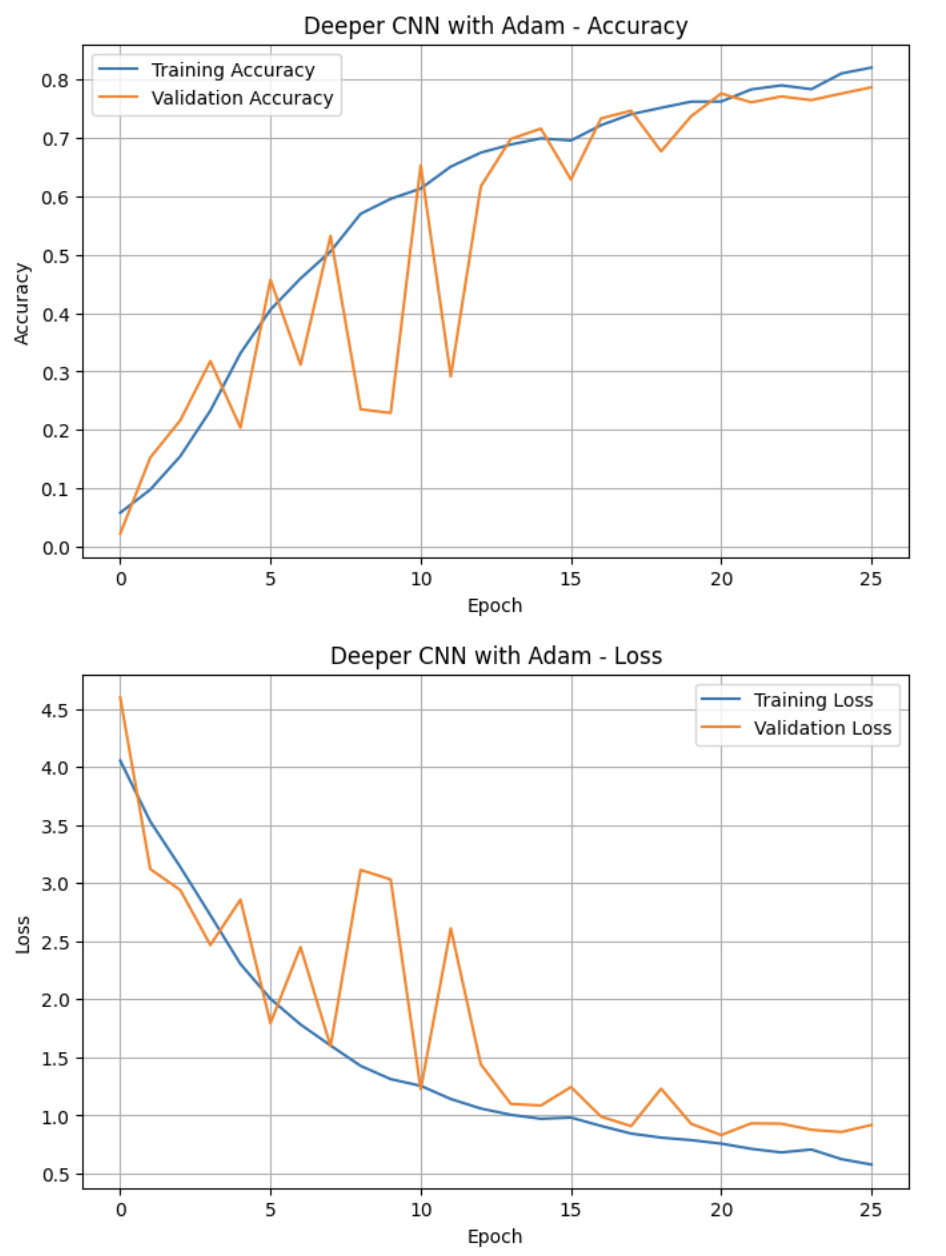 Deeper CNN with Adam - Accuracy
Training Accuracy
Validation Accuracy
0.8
0.7
0.6
0.5
0.4
0.3
0.2
0.1
0.0
Accuracy
0 5 10 15 20 25
Epoch
Deeper CNN with Adam - Loss
Training Loss
Validation Loss
4.5
4.0
3.5
3.0
2.5
2.0
1.5
1.0
0.5
Loss
0 5 10 15 20 25
Epoch